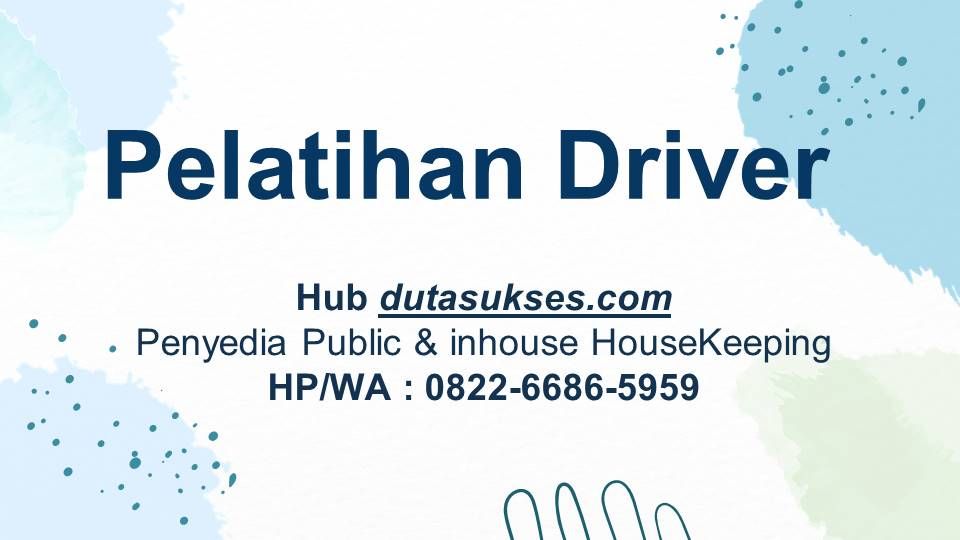 Pelatihan Driver
Hub dutasukses.com
Penyedia Public & inhouse HouseKeeping
HP/WA : 0822-6686-5959